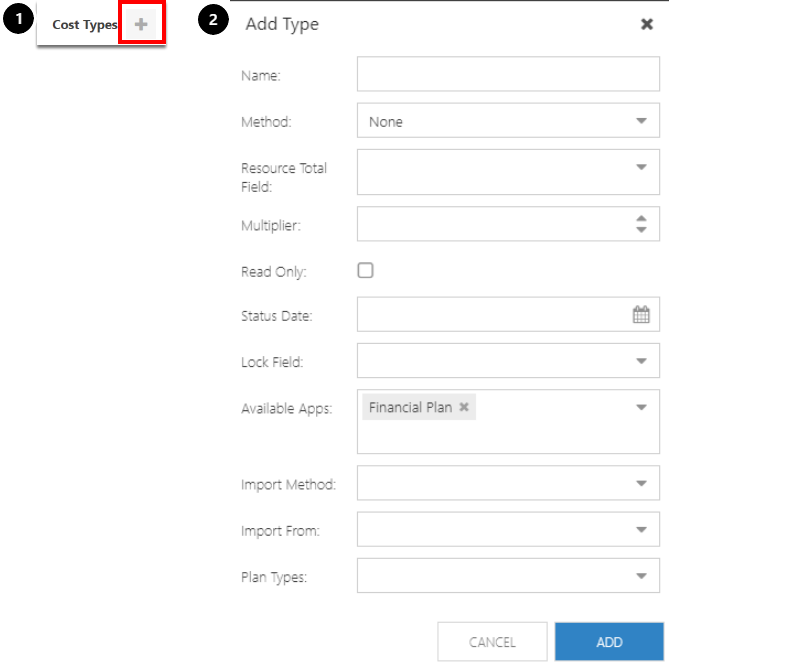 1
Cost Types
2
Add Type
Name:
Method:
None
Resource Total
Field:
Multiplier:
Read Only:
Status Date:
Lock Field:
Available Apps:
Financial Plan
Import Method:
Import From:
Plan Types:
CANCEL
ADD